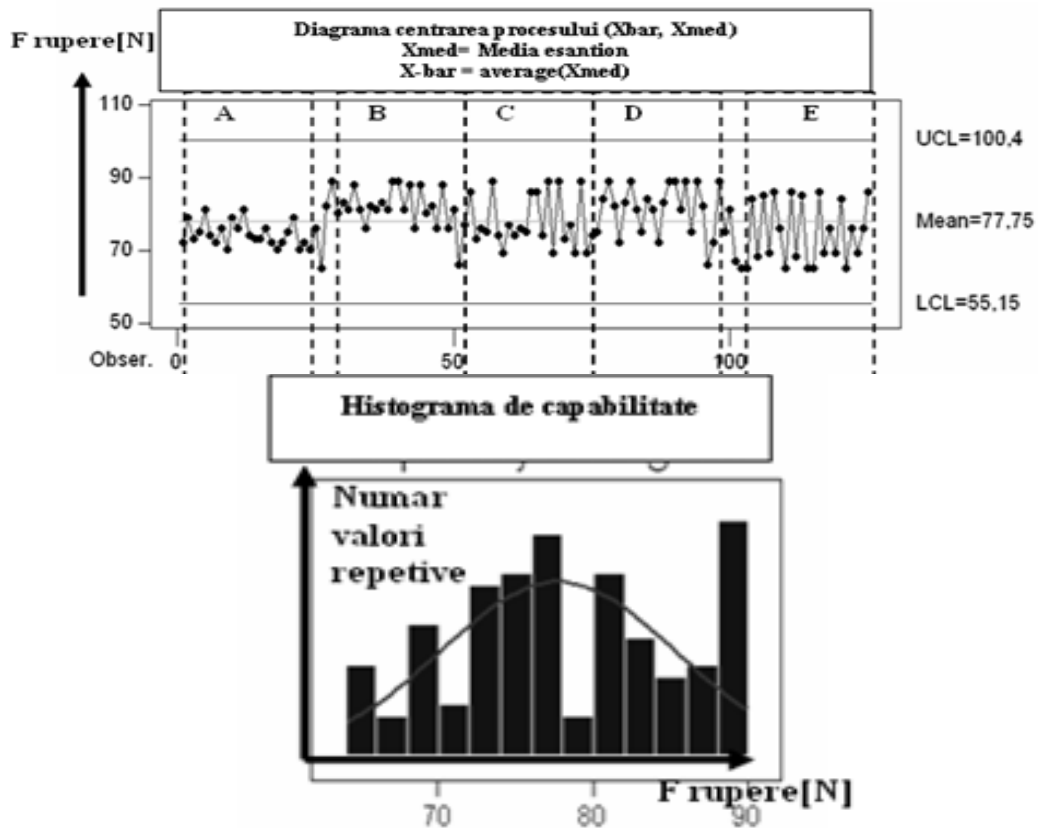 F rupere[N]
Diagrama centrarea procesului (Xbar, Xmed)
Xmed= Media esantion
X-bar = average(Xmed)
110
90
70
50
A
B
C
D
E
UCL=100,4
Mean=77,75
LCL=55,15
Obser.
0
50
100
Histograma de capabilitate
Numar
valori
repetive
F rupere[N]
70
80
90